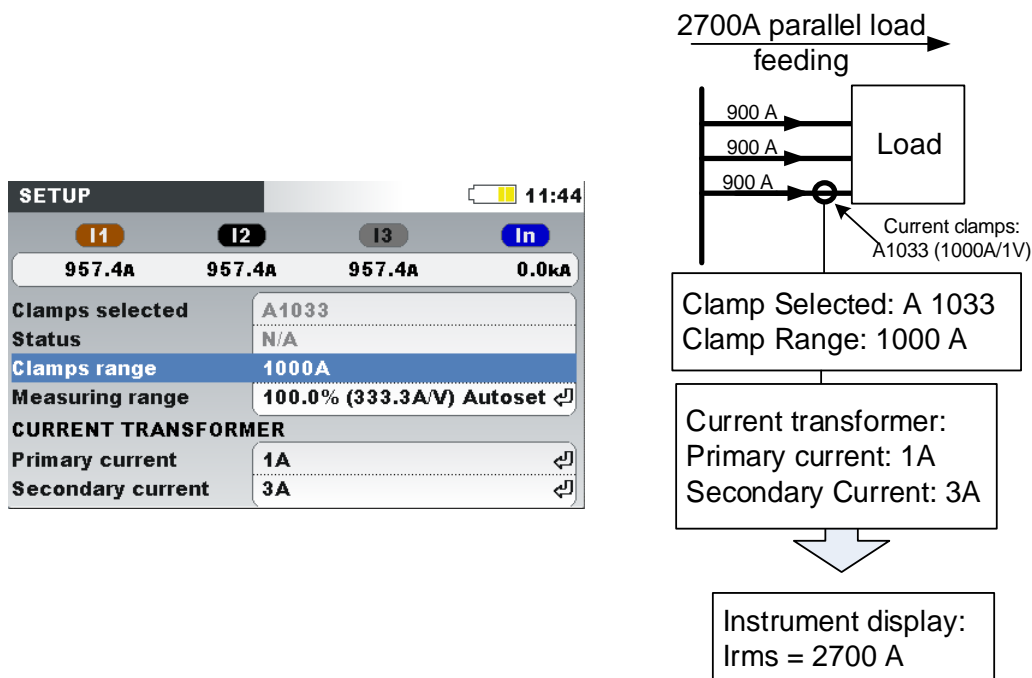 SETUP
11:44
I1 I2 I3 In
957.4A 957.4A 957.4A 0.0kA
Clamps selected A1033
Status N/A
Clamps range 1000A
Measuring range 100.0% (333.3A/V) Autoset
CURRENT TRANSFORMER
Primary current 1A
Secondary current 3A
2700A parallel load
feeding
900 A
900 A
900 A
Load
Current clamps:
A1033 (1000A/1V)
Clamp Selected: A 1033
Clamp Range: 1000 A
Current transformer:
Primary current: 1A
Secondary Current: 3A
Instrument display:
Irms = 2700 A